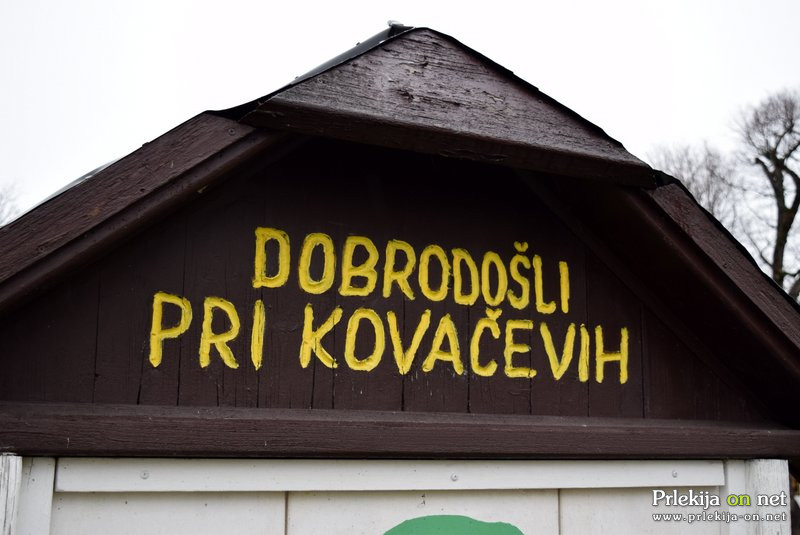 DOBRODOŠLI
PRI KOVAČEVIH
Prlekija on net
www.prlekija-on.net